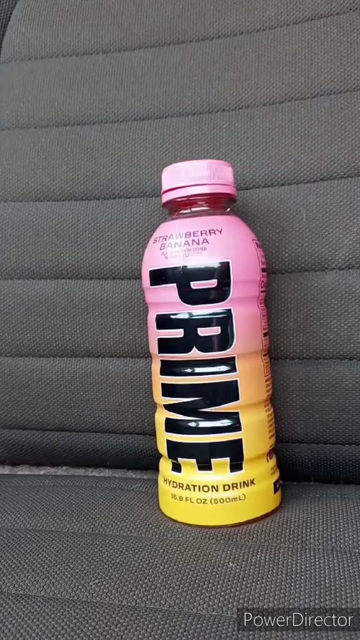 STRAWBERRY
BANANA
PRIME
HYDRATION DRINK
16.9 FL OZ (500mL)
PowerDirector